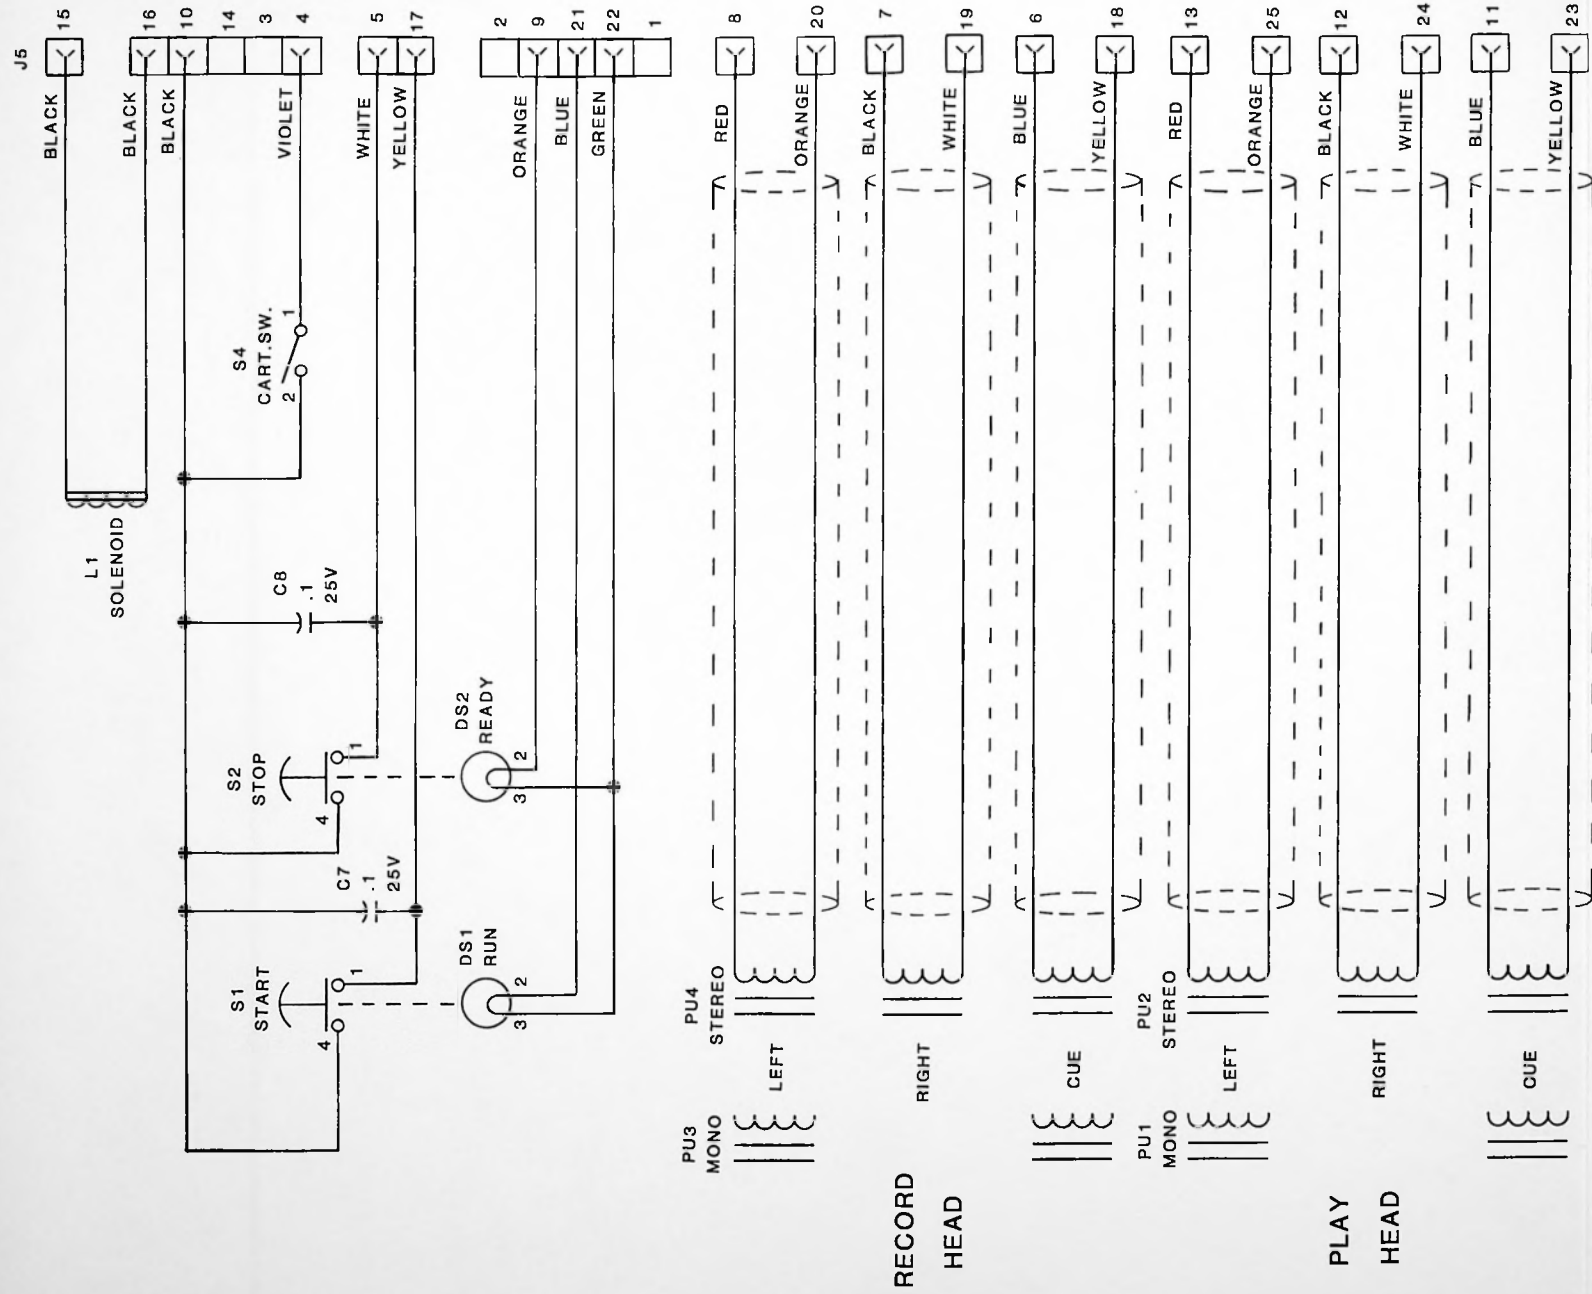 J5
15
16
10
14
3
4
5
17
2
9
21
22
1
8
20
7
19
6
18
13
25
12
24
11
23
BLACK
BLACK
BLACK
VIOLET
WHITE
YELLOW
ORANGE
BLUE
GREEN
RED
ORANGE
BLACK
WHITE
BLUE
YELLOW
RED
ORANGE
BLACK
WHITE
BLUE
YELLOW
S4
CART.SW.
1
2
L1
SOLENOID
C8
.1
25V
S2
STOP
1
4
DS2
READY
2
3
C7
.1
25V
S1
START
1
4
DS1
RUN
2
3
PU4
STEREO
LEFT
RIGHT
CUE
PU2
STEREO
LEFT
RIGHT
CUE
PU3
MONO
PU1
MONO
RECORD
HEAD
PLAY
HEAD